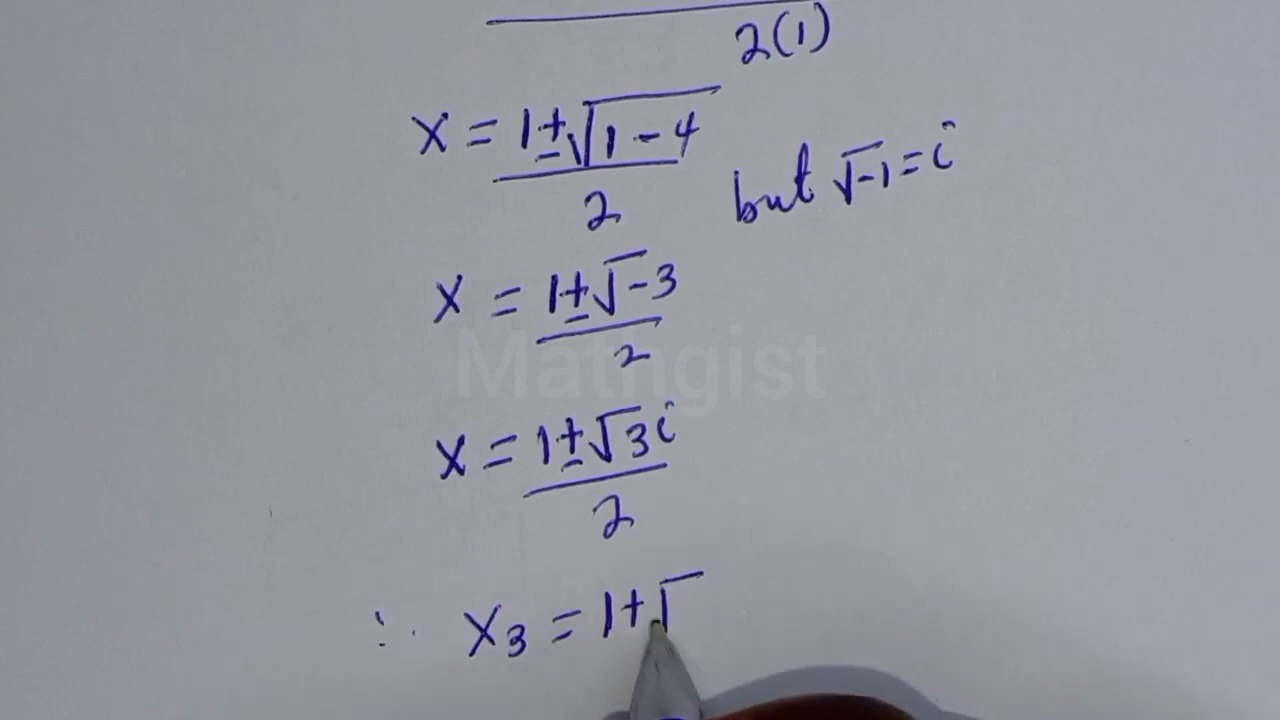 2(1)
x = 1±√1-4
2
but √-1 = i
x = 1±√-3
2
Mathgist
x = 1±√3i
2
∴ x₃ = 1+√